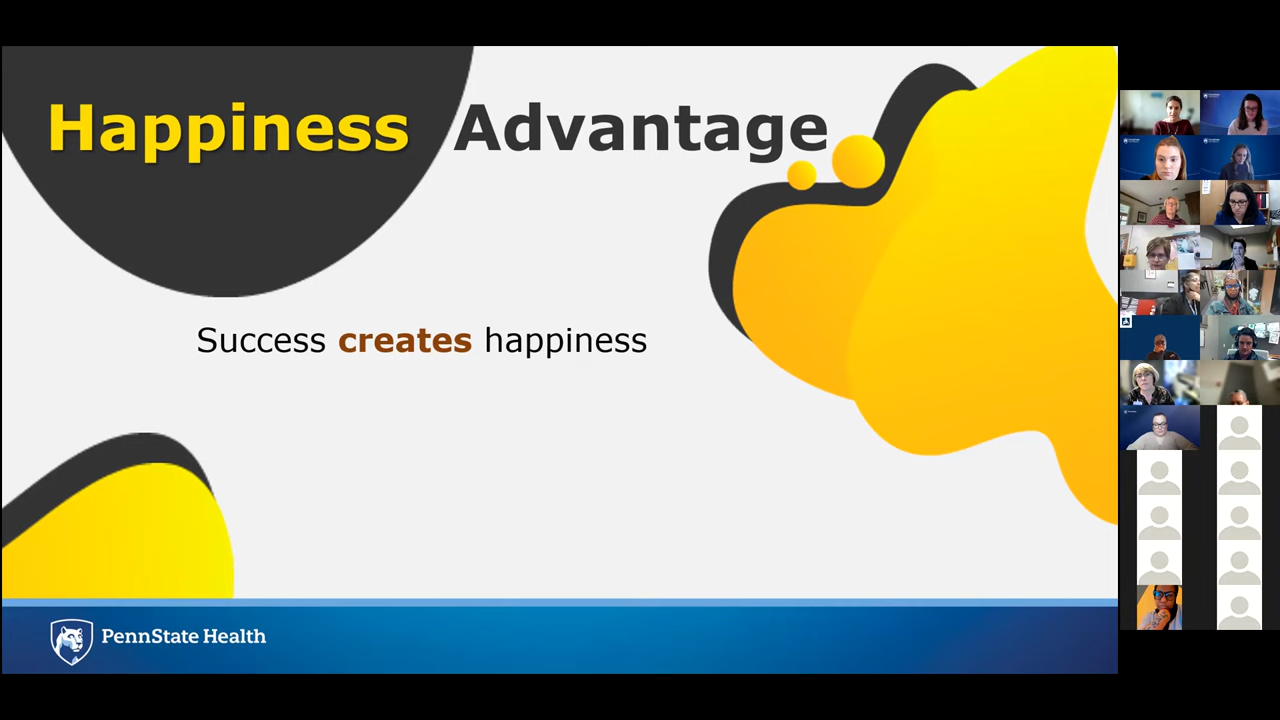 Happiness Advantage
Success creates happiness
PennState Health